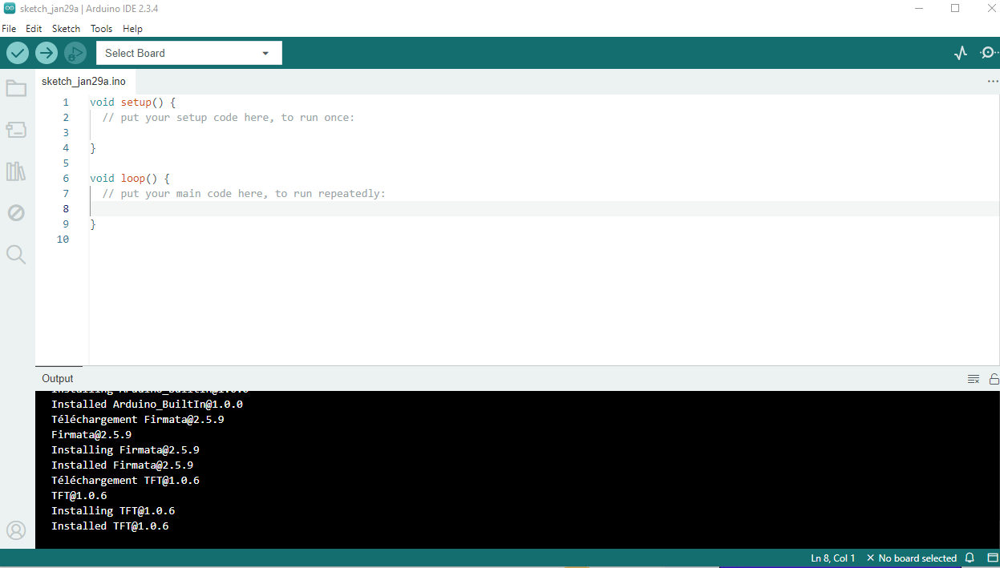 sketch_jan29a | Arduino IDE 2.3.4
File Edit Sketch Tools Help
Select Board
sketch_jan29a.ino
1 void setup() {
2 // put your setup code here, to run once:
3
4 }
5
6 void loop() {
7 // put your main code here, to run repeatedly:
8
9 }
10
Output
Installing Arduino_BuiltIn@1.0.0
Installed Arduino_BuiltIn@1.0.0
Téléchargement Firmata@2.5.9
Firmata@2.5.9
Installing Firmata@2.5.9
Installed Firmata@2.5.9
Téléchargement TFT@1.0.6
TFT@1.0.6
Installing TFT@1.0.6
Installed TFT@1.0.6
Ln 8, Col 1 × No board selected